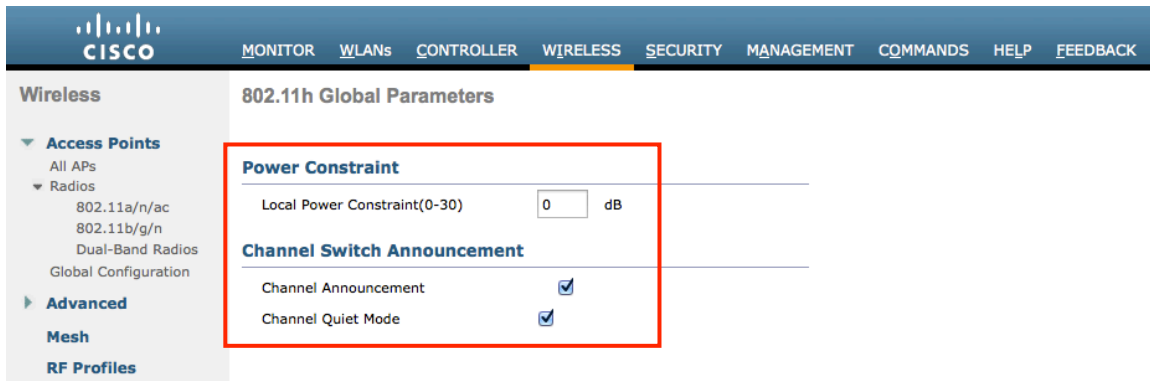 CISCO
MONITOR WLANs CONTROLLER WIRELESS SECURITY MANAGEMENT COMMANDS HELP FEEDBACK
Wireless
Access Points
All APs
Radios
802.11a/n/ac
802.11b/g/n
Dual-Band Radios
Global Configuration
Advanced
Mesh
RF Profiles
802.11h Global Parameters
Power Constraint
Local Power Constraint(0-30) 0 dB
Channel Switch Announcement
Channel Announcement
Channel Quiet Mode